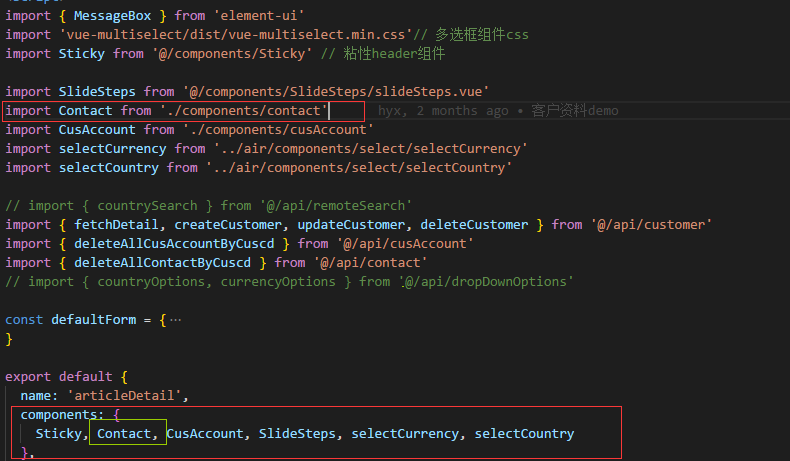 import { MessageBox } from 'element-ui'
import 'vue-multiselect/dist/vue-multiselect.min.css'// 多选框组件css
import Sticky from '@/components/Sticky' // 粘性header组件
import SlideSteps from '@/components/SlideSteps/slideSteps.vue'
import Contact from './components/contact' hyx, 2 months ago • 客户资料demo
import CusAccount from './components/cusAccount'
import selectCurrency from '../air/components/select/selectCurrency'
import selectCountry from '../air/components/select/selectCountry'
// import { countrySearch } from '@/api/remoteSearch'
import { fetchDetail, createCustomer, updateCustomer, deleteCustomer } from '@/api/customer'
import { deleteAllCusAccountByCuscd } from '@/api/cusAccount'
import { deleteAllContactByCuscd } from '@/api/contact'
// import { countryOptions, currencyOptions } from '@/api/dropDownOptions'
const defaultForm = {…
}
export default {
name: 'articleDetail',
components: {
Sticky, Contact, CusAccount, SlideSteps, selectCurrency, selectCountry
},